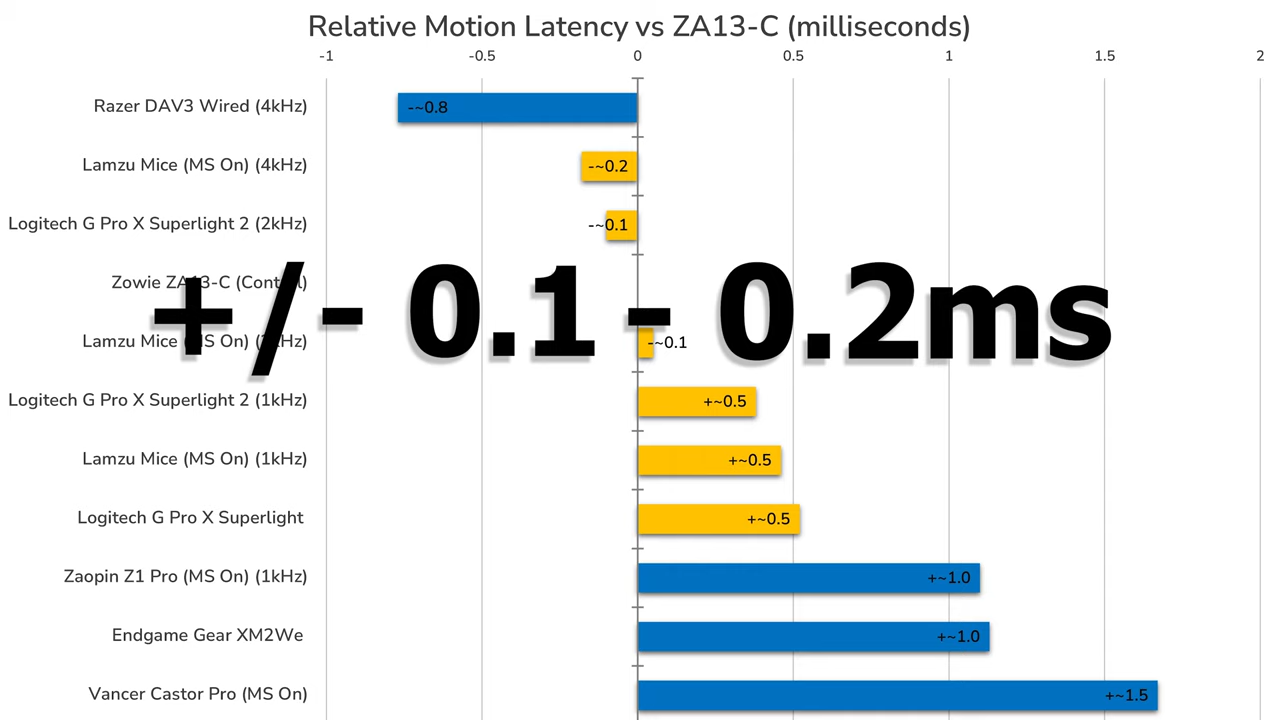 Relative Motion Latency vs ZA13-C (milliseconds)
-1 -0.5 0 0.5 1 1.5 2
Razer DAV3 Wired (4kHz) -~0.8
Lamzu Mice (MS On) (4kHz) -~0.2
Logitech G Pro X Superlight 2 (2kHz) -~0.1
Zowie ZA13-C (Control)
+/- 0.1 - 0.2ms
Lamzu Mice (MS On) -~0.1
Logitech G Pro X Superlight 2 (1kHz) +~0.5
Lamzu Mice (MS On) (1kHz) +~0.5
Logitech G Pro X Superlight +~0.5
Zaopin Z1 Pro (MS On) (1kHz) +~1.0
Endgame Gear XM2We +~1.0
Vancer Castor Pro (MS On) +~1.5